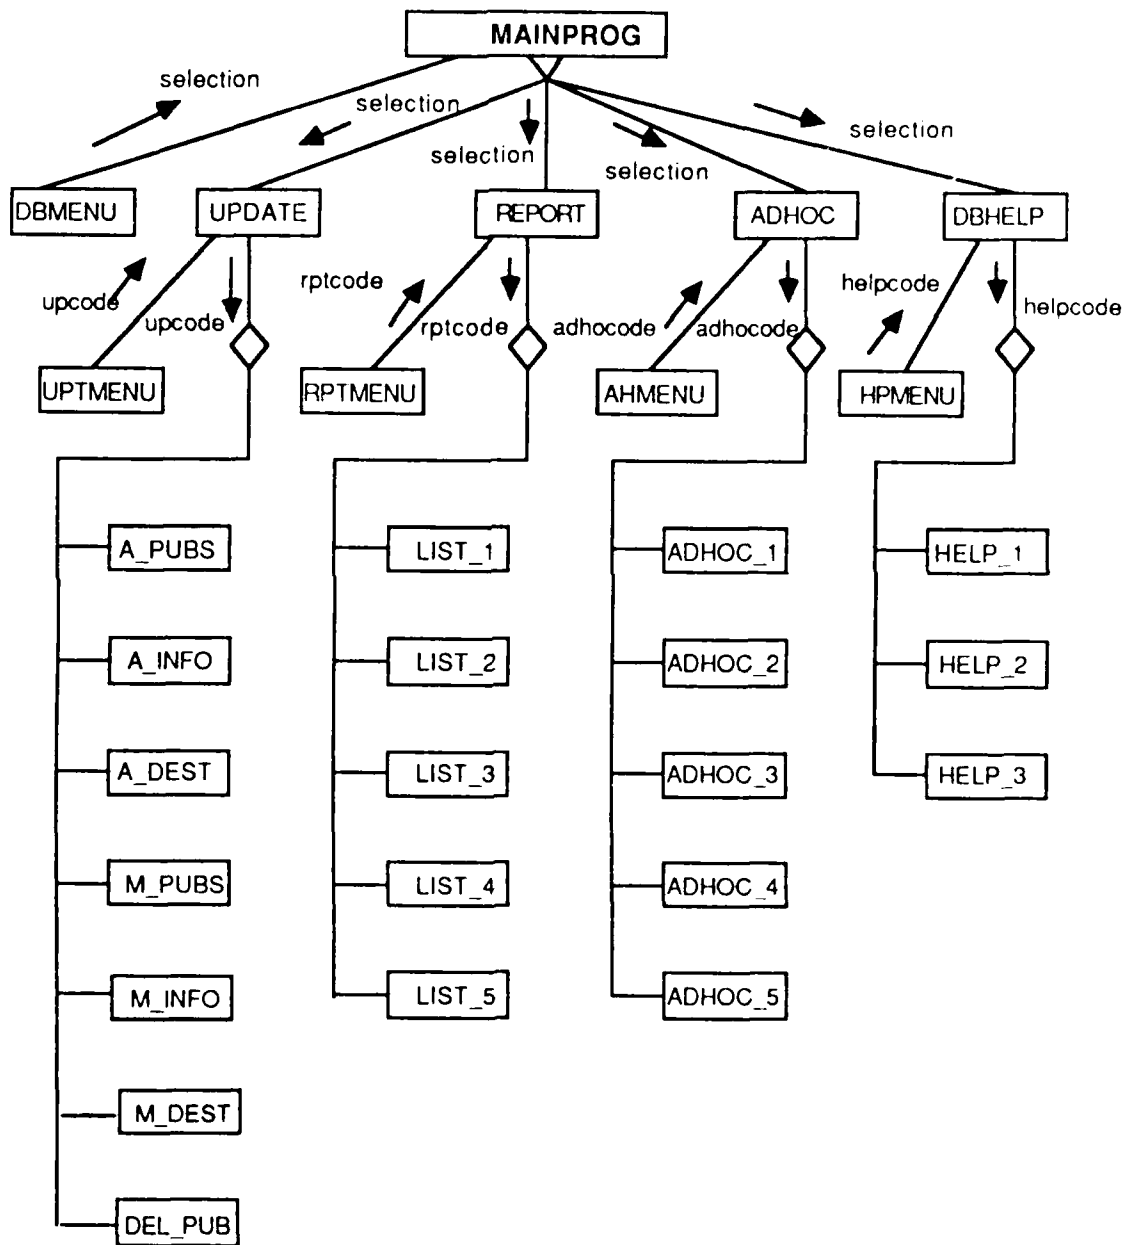 MAINPROG
selection
selection
selection
selection
selection
DBMENU
UPDATE
REPORT
ADHOC
DBHELP
upcode
upcode
rptcode
rptcode
adhocode
adhocode
helpcode
helpcode
UPTMENU
RPTMENU
AHMENU
HPMENU
A_PUBS
LIST_1
ADHOC_1
HELP_1
A_INFO
LIST_2
ADHOC_2
HELP_2
A_DEST
LIST_3
ADHOC_3
HELP_3
M_PUBS
LIST_4
ADHOC_4
M_INFO
LIST_5
ADHOC_5
M_DEST
DEL_PUB